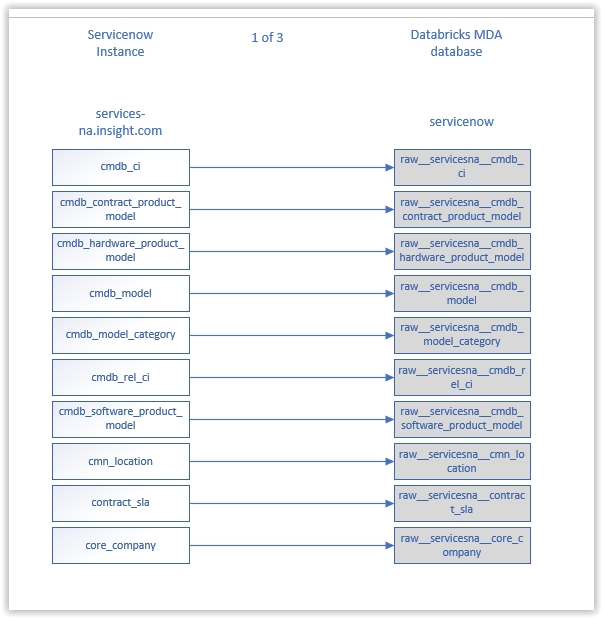 Servicenow
Instance
1 of 3
Databricks MDA
database
services-
na.insight.com
servicenow
cmdb_ci
raw__servicesna__cmdb_
ci
cmdb_contract_product_
model
raw__servicesna__cmdb_
contract_product_model
cmdb_hardware_product_
model
raw__servicesna__cmdb_
hardware_product_model
cmdb_model
raw__servicesna__cmdb_
model
cmdb_model_category
raw__servicesna__cmdb_
model_category
cmdb_rel_ci
raw__servicesna__cmdb_r
el_ci
cmdb_software_product_
model
raw__servicesna__cmdb_
software_product_model
cmn_location
raw__servicesna__cmn_lo
cation
contract_sla
raw__servicesna__contrac
t_sla
core_company
raw__servicesna__core_c
ompany